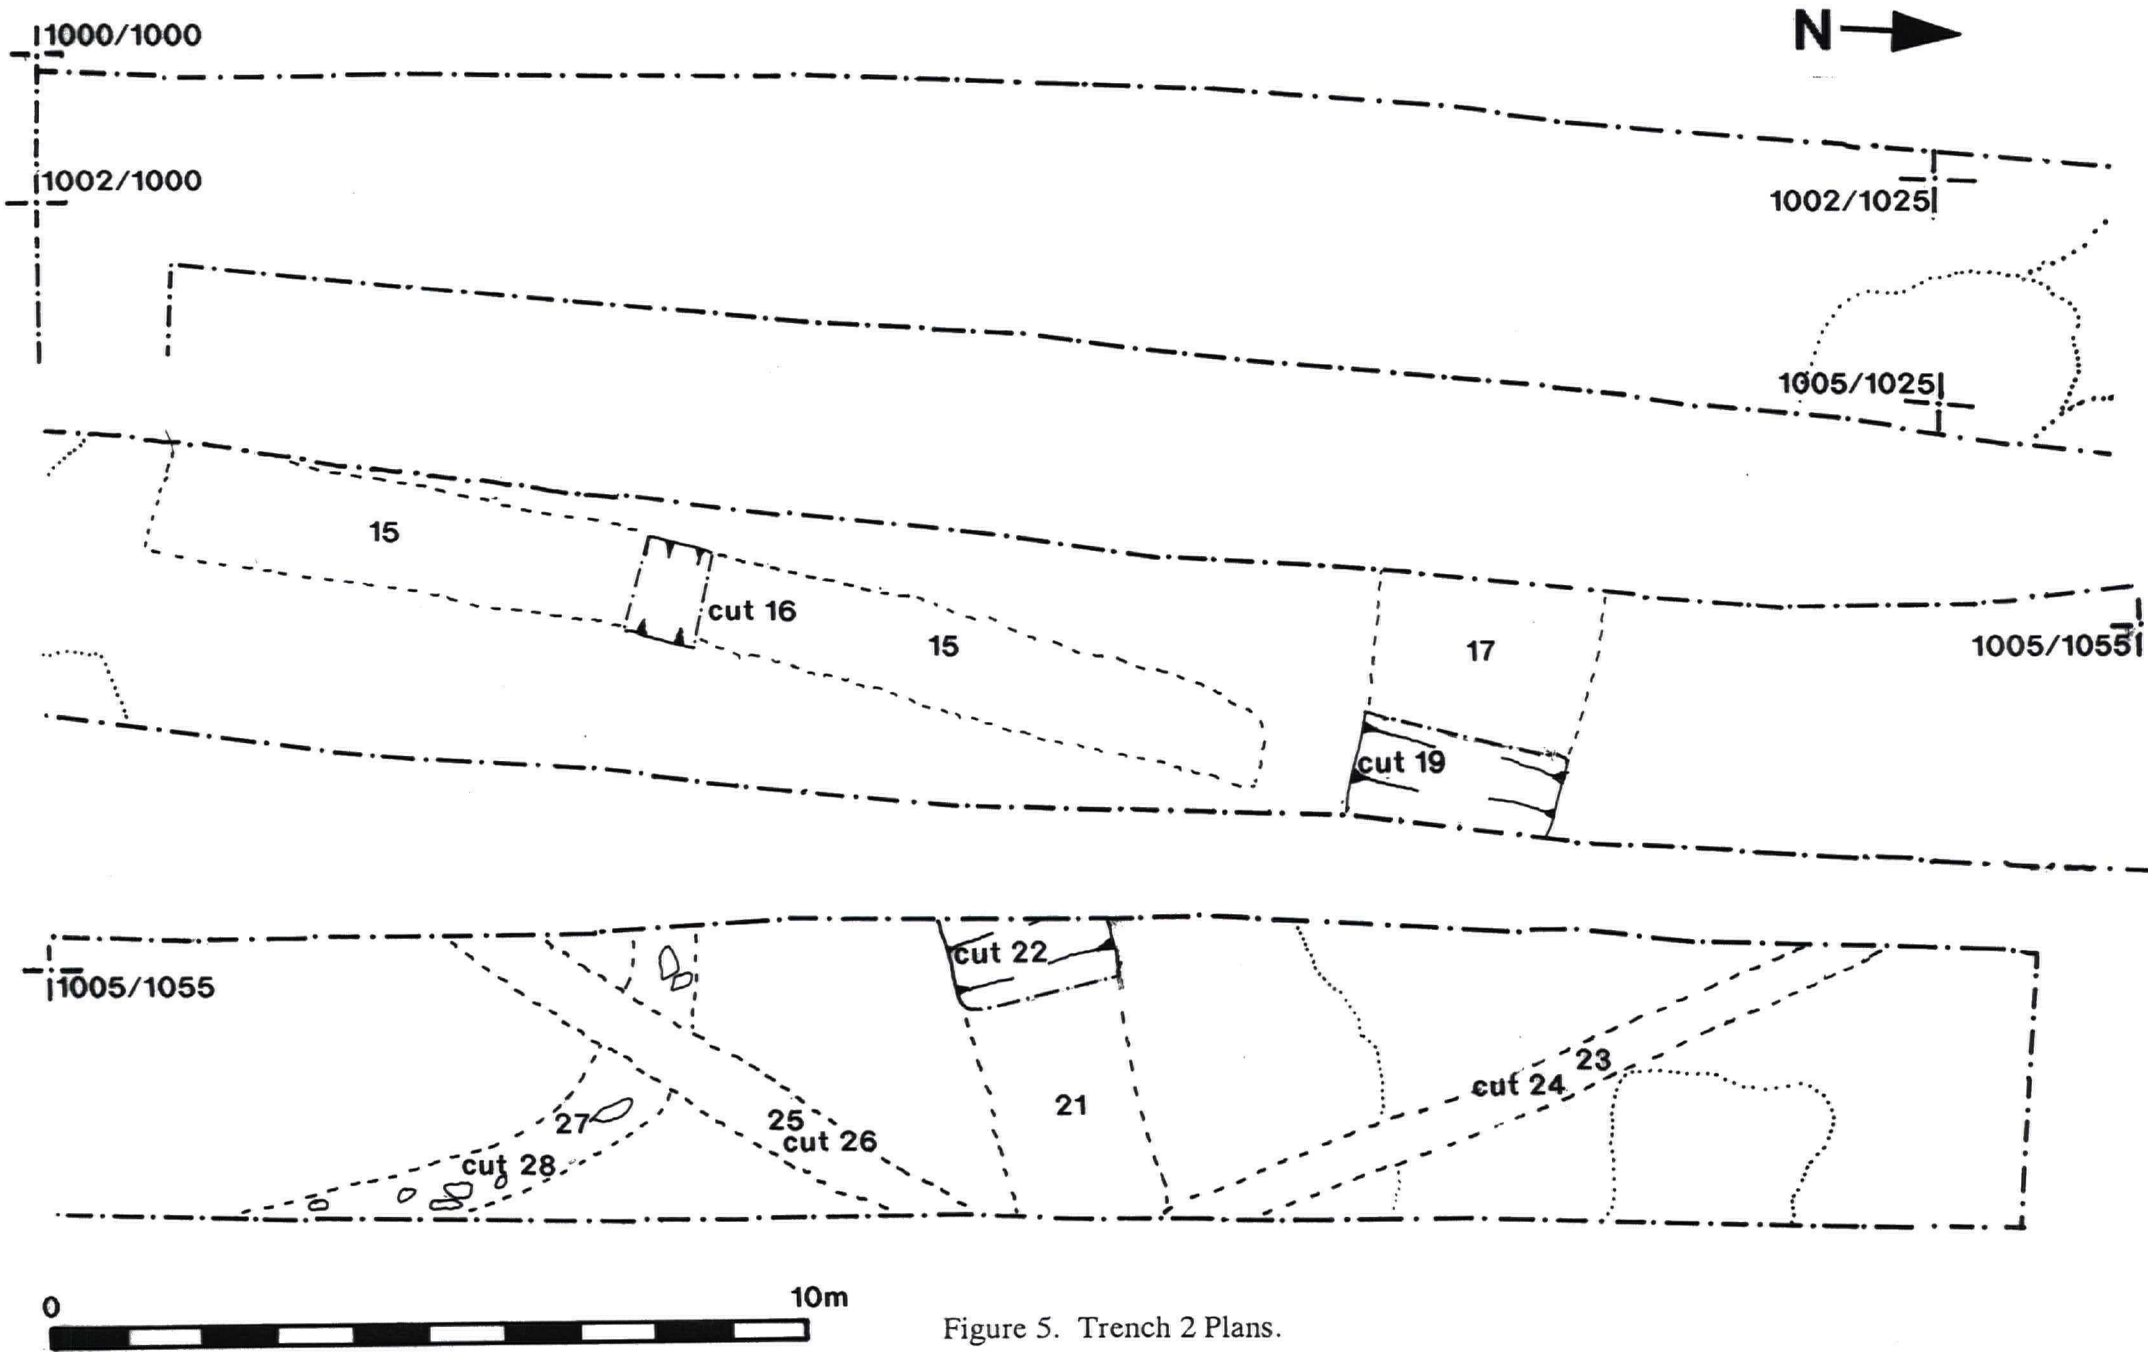 1000/1000
N
1002/1000
1002/1025
1005/1025
15
cut 16
15
17
1005/1055
cut 19
cut 22
1005/1055
23
cut 24
21
25
cut 26
27
cut 28
0
10m
Figure 5. Trench 2 Plans.